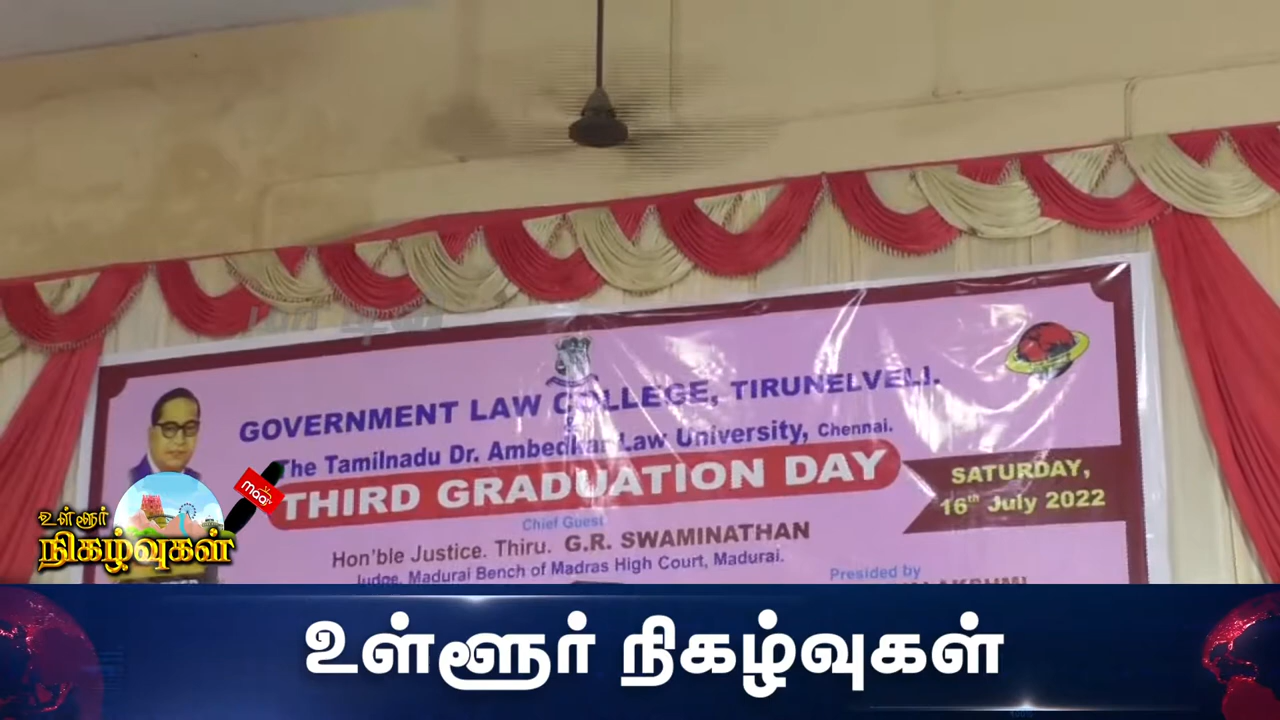 மா டிவி
GOVERNMENT LAW COLLEGE, TIRUNELVELI.
The Tamilnadu Dr. Ambedkar Law University, Chennai.
THIRD GRADUATION DAY
SATURDAY,
16th July 2022
Chief Guest
Hon'ble Justice. Thiru. G.R. SWAMINATHAN
Judge, Madurai Bench of Madras High Court, Madurai.
Presided by
maa
tv
உள்ளூர்
நிகழ்வுகள்
உள்ளூர் நிகழ்வுகள்